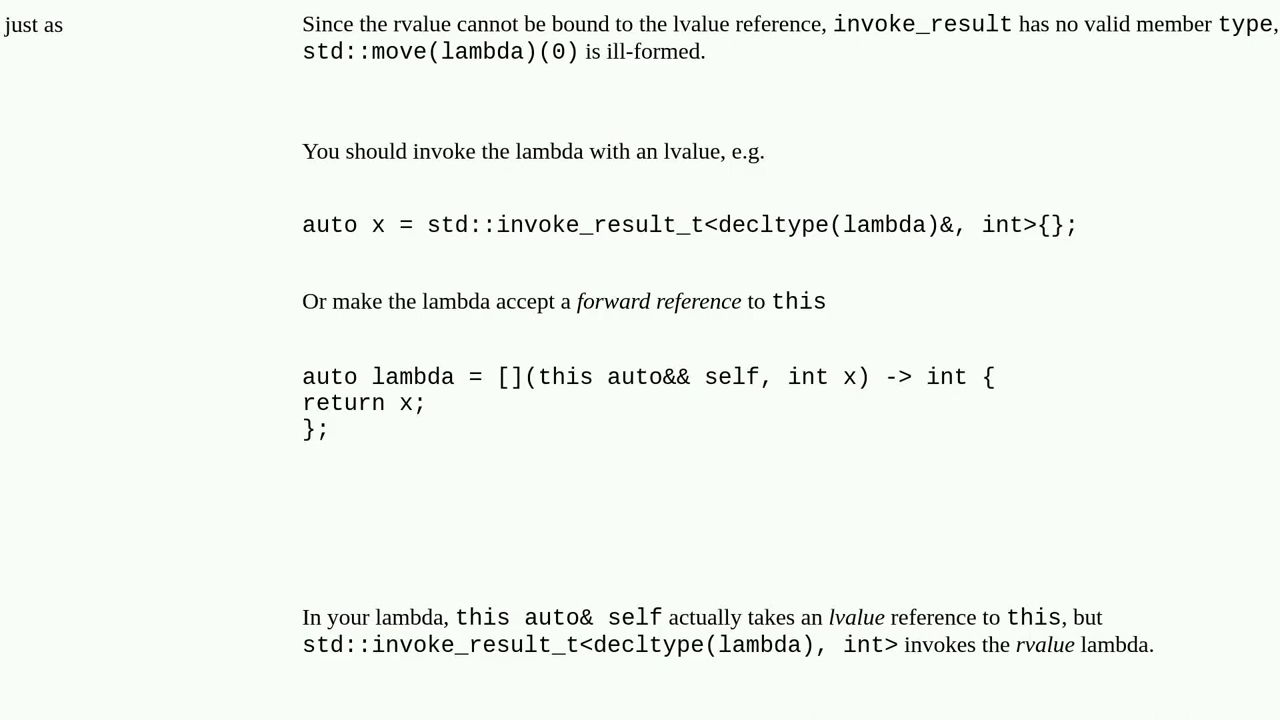 just as
Since the rvalue cannot be bound to the lvalue reference, invoke_result has no valid member type,
std::move(lambda)(0) is ill-formed.
You should invoke the lambda with an lvalue, e.g.
auto x = std::invoke_result_t<decltype(lambda)&, int>{};
Or make the lambda accept a forward reference to this
auto lambda = [](this auto&& self, int x) -> int {
return x;
};
In your lambda, this auto& self actually takes an lvalue reference to this, but
std::invoke_result_t<decltype(lambda), int> invokes the rvalue lambda.